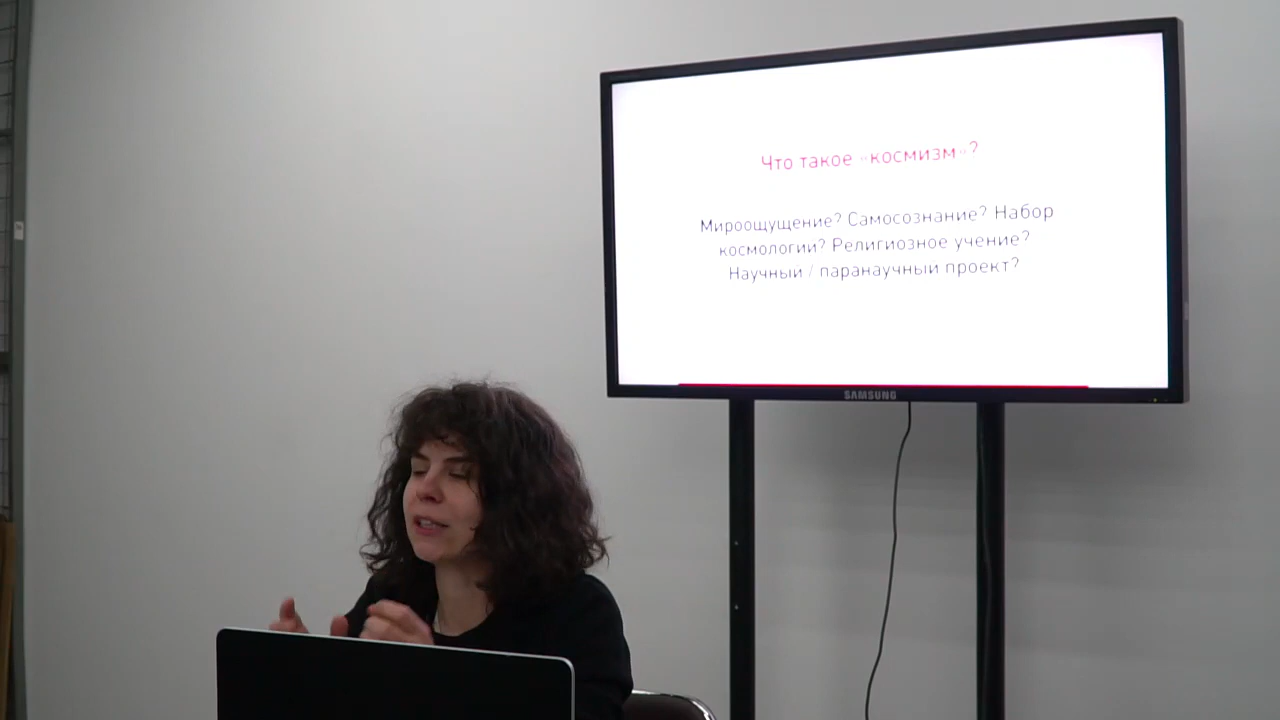 Что такое «космизм»?
Мироощущение? Самосознание? Набор
космологии? Религиозное учение?
Научный / паранаучный проект?
SAMSUNG